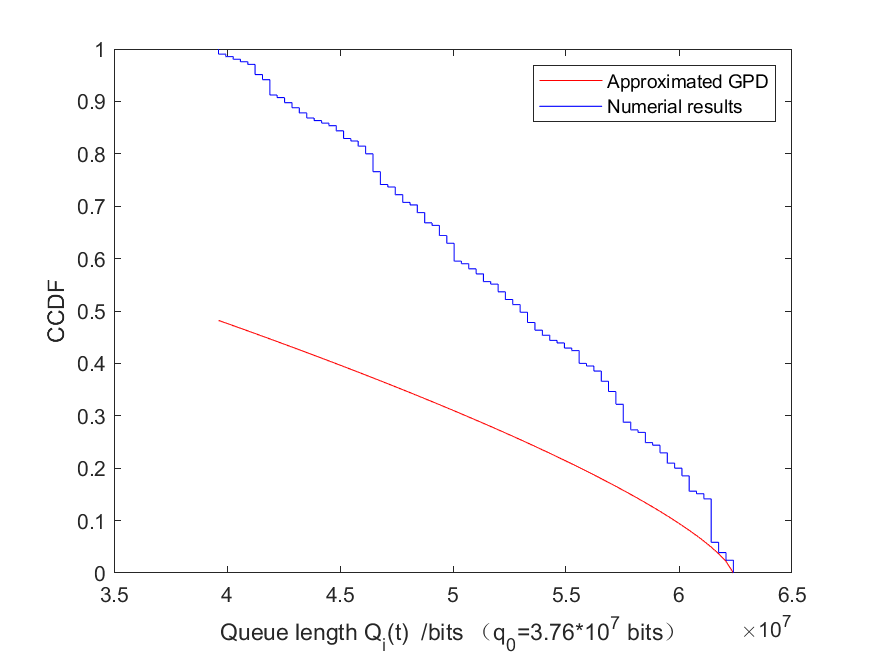 1
0.9
0.8
0.7
0.6
0.5
0.4
0.3
0.2
0.1
0
CCDF
Approximated GPD
Numerial results
3.5 4 4.5 5 5.5 6 6.5
×10^7
Queue length Q_i(t) /bits （q_0=3.76*10^7 bits）